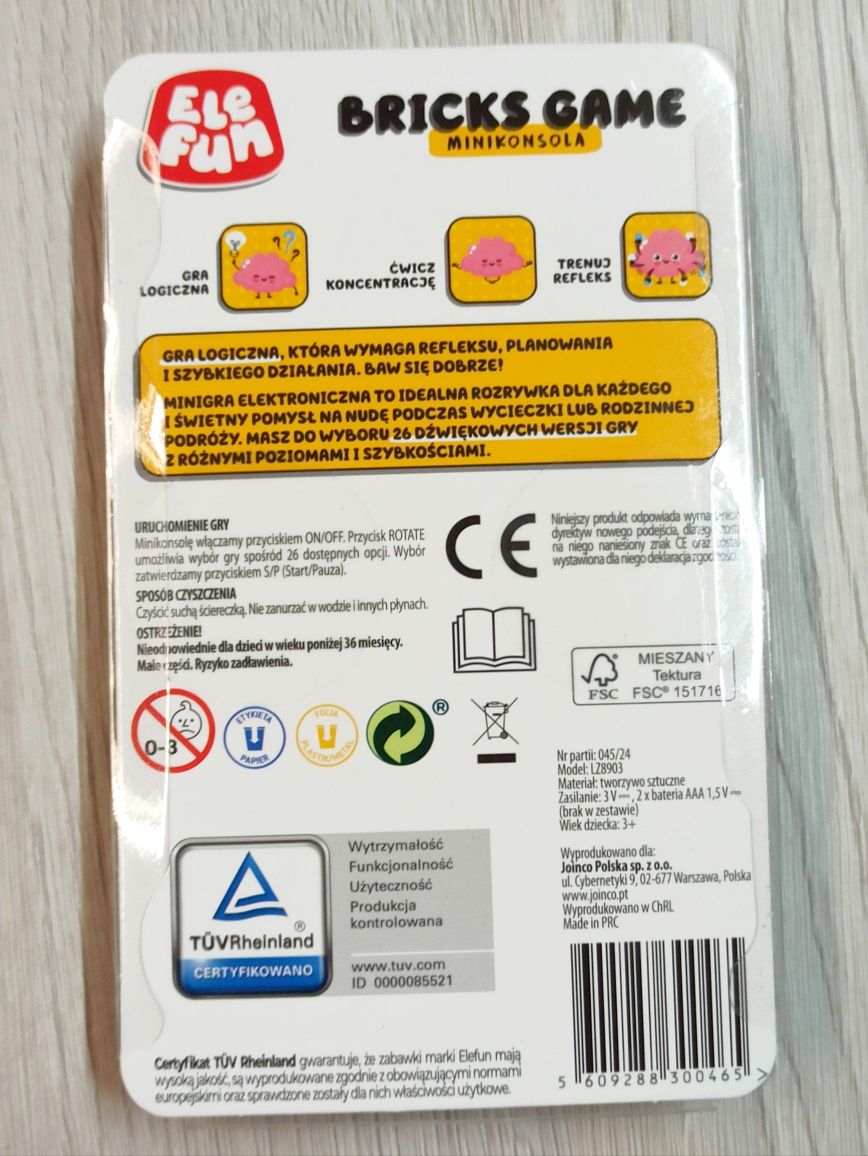 Ele
fun
BRICKS GAME
MINIKONSOLA
GRA
LOGICZNA
ĆWICZ
KONCENTRACJĘ
TRENUJ
REFLEKS
GRA LOGICZNA, KTÓRA WYMAGA REFLEKSU, PLANOWANIA
I SZYBKIEGO DZIAŁANIA. BAW SIĘ DOBRZE!
MINIGRA ELEKTRONICZNA TO IDEALNA ROZRYWKA DLA KAŻDEGO
I ŚWIETNY POMYSŁ NA NUDĘ PODCZAS WYCIECZKI LUB RODZINNEJ
PODRÓŻY. MASZ DO WYBORU 26 DŹWIĘKOWYCH WERSJI GRY
Z RÓŻNYMI POZIOMAMI I SZYBKOŚCIAMI.
URUCHOMIENIE GRY
Minikonsolę włączamy przyciskiem ON/OFF. Przycisk ROTATE
umożliwia wybór gry spośród 26 dostępnych opcji. Wybór
zatwierdzamy przyciskiem S/P (Start/Pauza).
SPOSÓB CZYSZCZENIA
Czyścić suchą ściereczką. Nie zanurzać w wodzie i innych płynach.
OSTRZEŻENIE!
Nieodpowiednie dla dzieci w wieku poniżej 36 miesięcy.
Małe części. Ryzyko zadławienia.
CE
Niniejszy produkt odpowiada
dyrektyw nowego podejścia, dlatego
na niego naniesiony znak CE oraz
wystawiona dla niego deklaracja zgodności.
MIESZANY
Tektura
FSC FSC® 151716
0-3
ETYKIETA
PAPIER
FOLIA
PLASTIK/METAL
®
Nr partii: 045/24
Model: LZ8903
Materiał: tworzywo sztuczne
Zasilanie: 3 V⎓, 2 x bateria AAA 1,5 V⎓
(brak w zestawie)
Wiek dziecka: 3+
Wyprodukowano dla:
Joinco Polska sp. z o.o.
ul. Cybernetyki 9, 02-677 Warszawa, Polska
www.joinco.pt
Wyprodukowano w ChRL
Made in PRC
®
TÜVRheinland
CERTYFIKOWANO
Wytrzymałość
Funkcjonalność
Użyteczność
Produkcja
kontrolowana
www.tuv.com
ID 0000085521
Certyfikat TÜV Rheinland gwarantuje, że zabawki marki Elefun mają
wysoką jakość, są wyprodukowane zgodnie z obowiązującymi normami
europejskimi oraz sprawdzone zostały dla nich właściwości użytkowe.
5 609288 300465 >